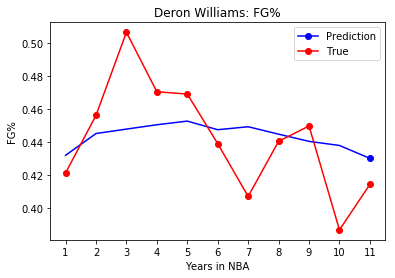 Deron Williams: FG%
Prediction
True
FG%
0.50
0.48
0.46
0.44
0.42
0.40
1 2 3 4 5 6 7 8 9 10 11
Years in NBA